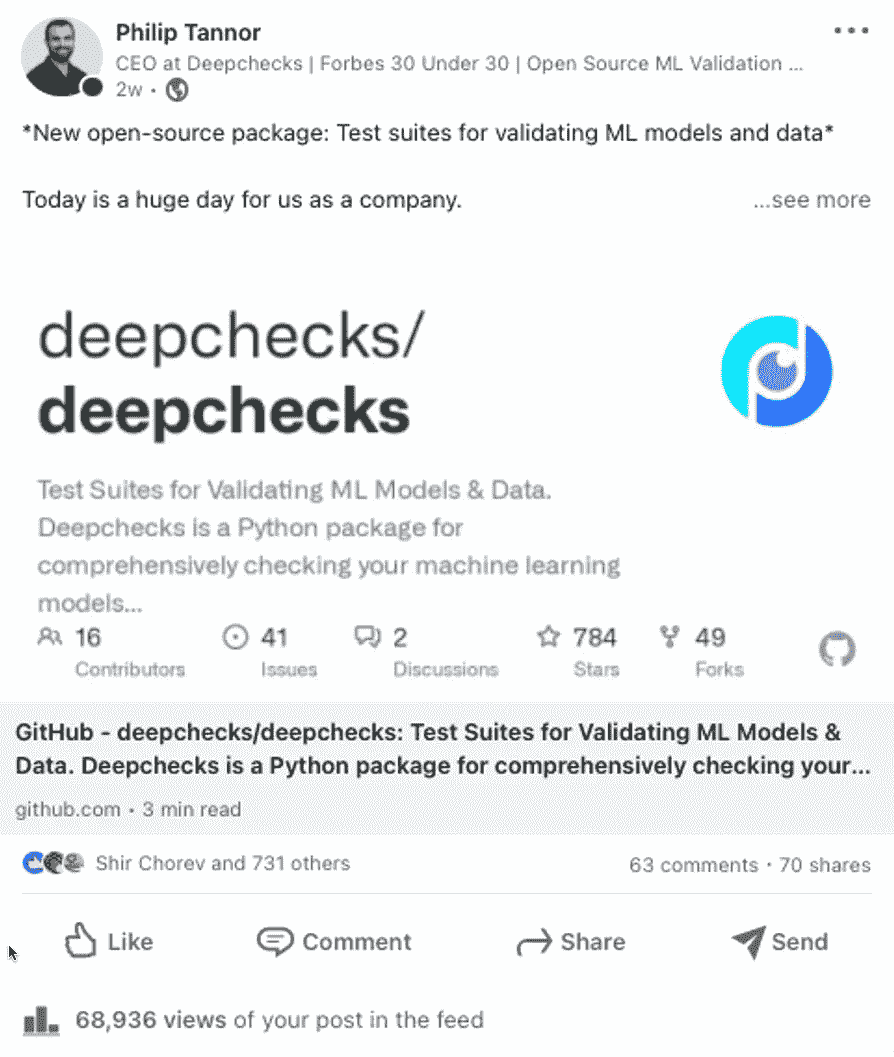 Philip Tannor
CEO at Deepchecks | Forbes 30 Under 30 | Open Source ML Validation ...
2w •
*New open-source package: Test suites for validating ML models and data*
Today is a huge day for us as a company.
...see more
deepchecks/
deepchecks
Test Suites for Validating ML Models & Data.
Deepchecks is a Python package for
comprehensively checking your machine learning
models...
16 41 2 784 49
Contributors Issues Discussions Stars Forks
GitHub - deepchecks/deepchecks: Test Suites for Validating ML Models &
Data. Deepchecks is a Python package for comprehensively checking your...
github.com • 3 min read
Shir Chorev and 731 others
63 comments • 70 shares
Like Comment Share Send
68,936 views of your post in the feed